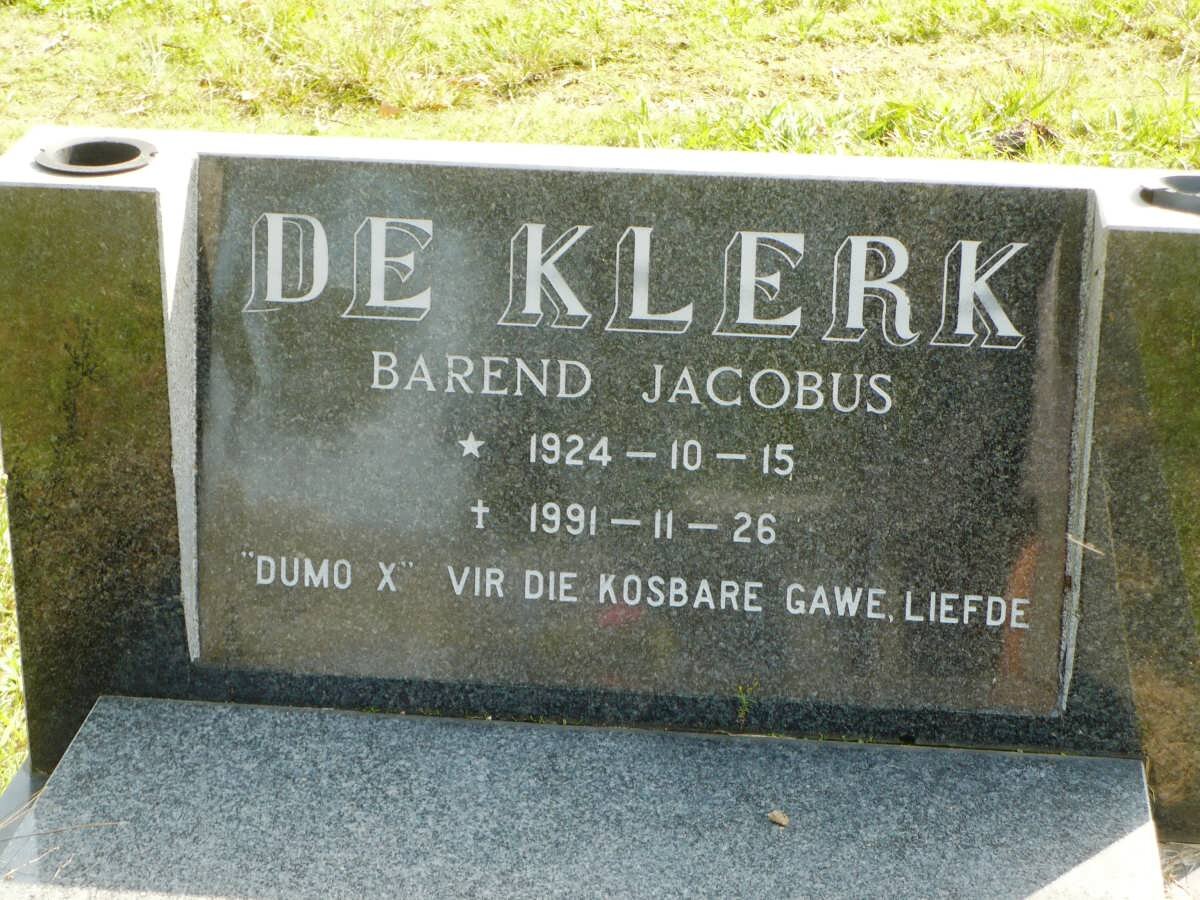 DE KLERK
BAREND JACOBUS
★ 1924 – 10 – 15
† 1991 – 11 – 26
"DUMO X" VIR DIE KOSBARE GAWE, LIEFDE